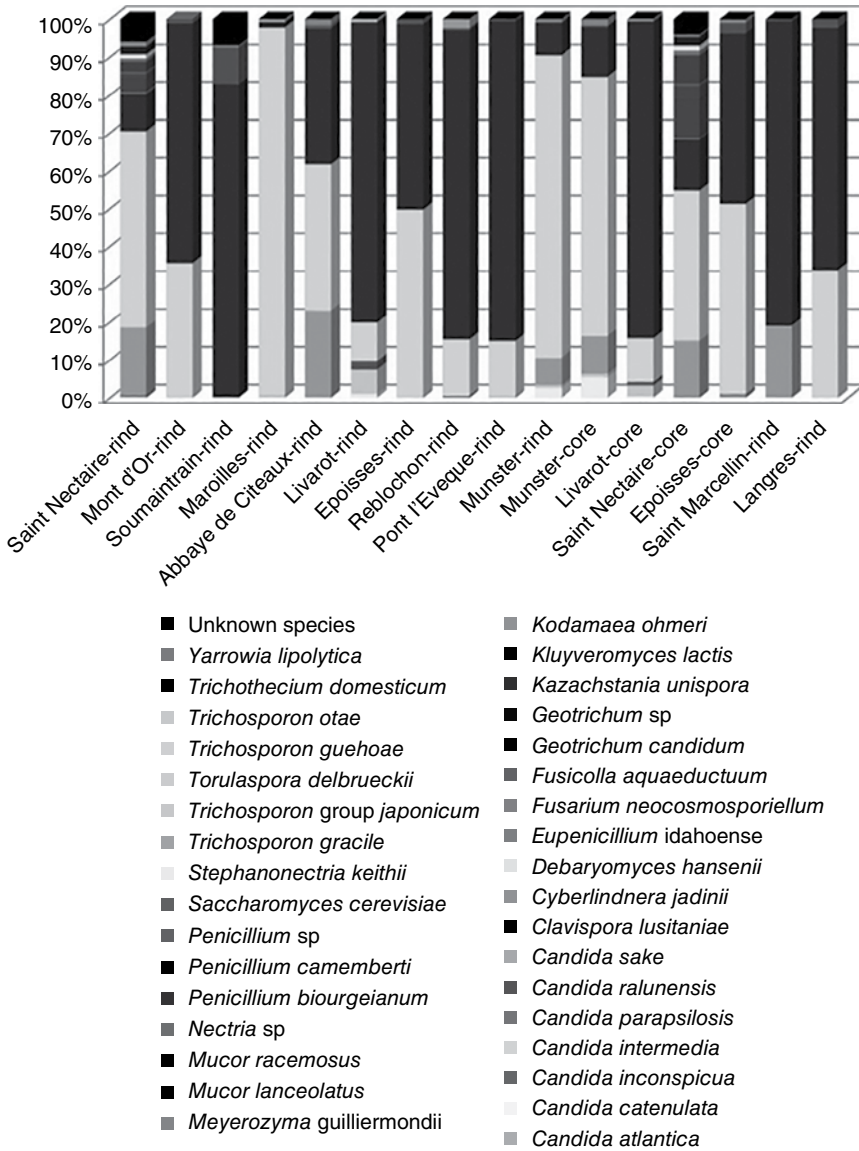 100%
90%
80%
70%
60%
50%
40%
30%
20%
10%
0%
Saint Nectaire-rind
Mont d'Or-rind
Soumaintrain-rind
Maroilles-rind
Abbaye de Citeaux-rind
Livarot-rind
Epoisses-rind
Reblochon-rind
Pont l'Eveque-rind
Munster-rind
Munster-core
Livarot-core
Saint Nectaire-core
Epoisses-core
Saint Marcellin-rind
Langres-rind
Unknown species
Yarrowia lipolytica
Trichothecium domesticum
Trichosporon otae
Trichosporon guehoae
Torulaspora delbrueckii
Trichosporon group japonicum
Trichosporon gracile
Stephanonectria keithii
Saccharomyces cerevisiae
Penicillium sp
Penicillium camemberti
Penicillium biourgeianum
Nectria sp
Mucor racemosus
Mucor lanceolatus
Meyerozyma guilliermondii
Kodamaea ohmeri
Kluyveromyces lactis
Kazachstania unispora
Geotrichum sp
Geotrichum candidum
Fusicolla aquaeductuum
Fusarium neocosmosporiellum
Eupenicillium idahoense
Debaryomyces hansenii
Cyberlindnera jadinii
Clavispora lusitaniae
Candida sake
Candida ralunensis
Candida parapsilosis
Candida intermedia
Candida inconspicua
Candida catenulata
Candida atlantica